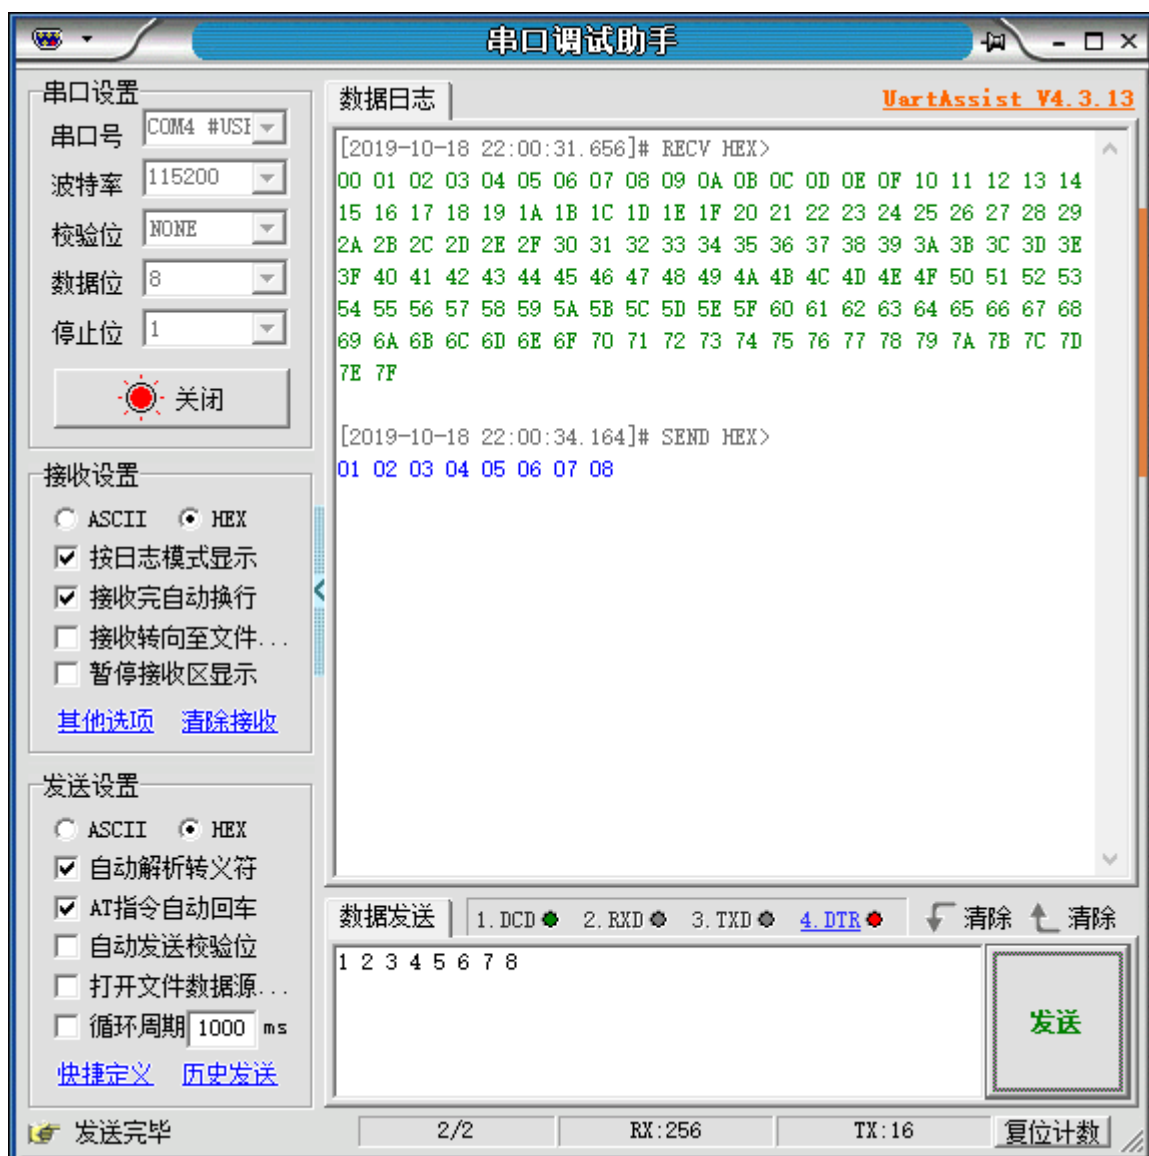 串口调试助手
串口设置
串口号 COM4 #USI
波特率 115200
校验位 NONE
数据位 8
停止位 1
关闭
接收设置
ASCII HEX
按日志模式显示
接收完自动换行
接收转向至文件...
暂停接收区显示
其他选项 清除接收
发送设置
ASCII HEX
自动解析转义符
AT指令自动回车
自动发送校验位
打开文件数据源...
循环周期 1000 ms
快捷定义 历史发送
数据日志 UartAssist V4.3.13
[2019-10-18 22:00:31.656]# RECV HEX>
00 01 02 03 04 05 06 07 08 09 0A 0B 0C 0D 0E 0F 10 11 12 13 14
15 16 17 18 19 1A 1B 1C 1D 1E 1F 20 21 22 23 24 25 26 27 28 29
2A 2B 2C 2D 2E 2F 30 31 32 33 34 35 36 37 38 39 3A 3B 3C 3D 3E
3F 40 41 42 43 44 45 46 47 48 49 4A 4B 4C 4D 4E 4F 50 51 52 53
54 55 56 57 58 59 5A 5B 5C 5D 5E 5F 60 61 62 63 64 65 66 67 68
69 6A 6B 6C 6D 6E 6F 70 71 72 73 74 75 76 77 78 79 7A 7B 7C 7D
7E 7F
[2019-10-18 22:00:34.164]# SEND HEX>
01 02 03 04 05 06 07 08
数据发送 1.DCD 2.RXD 3.TXD 4.DTR 清除 清除
1 2 3 4 5 6 7 8
发送
发送完毕 2/2 RX:256 TX:16 复位计数